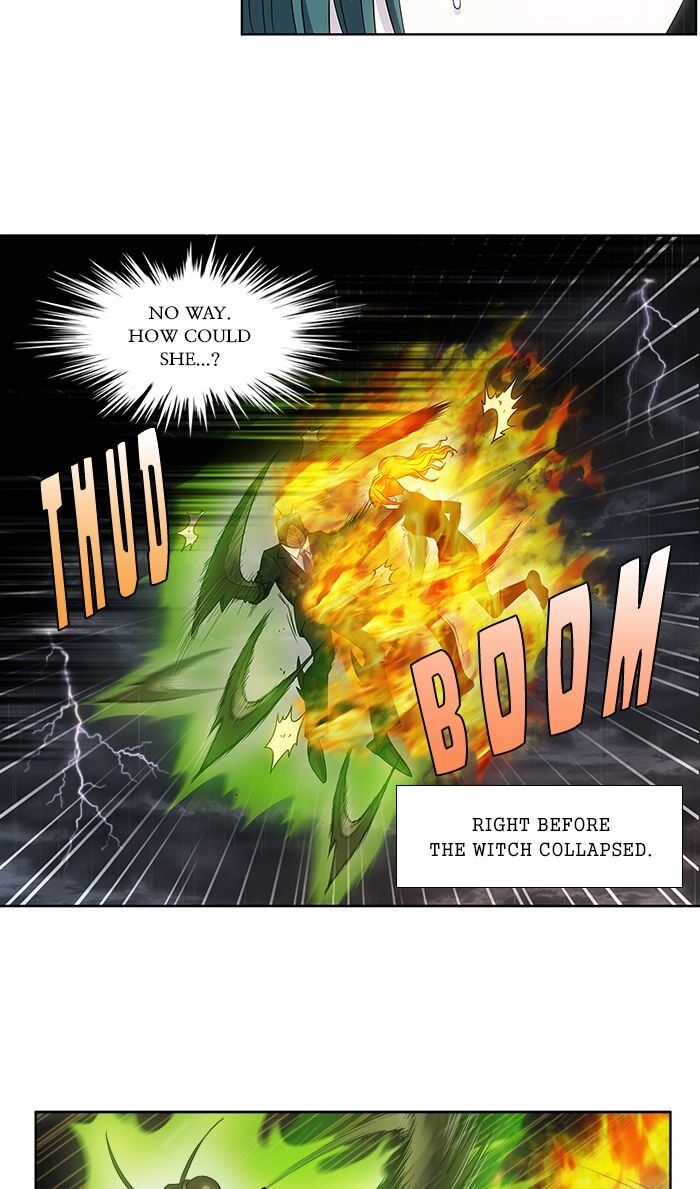 NO WAY.
HOW COULD
SHE...?
THUD
BOOM
RIGHT BEFORE
THE WITCH COLLAPSED.